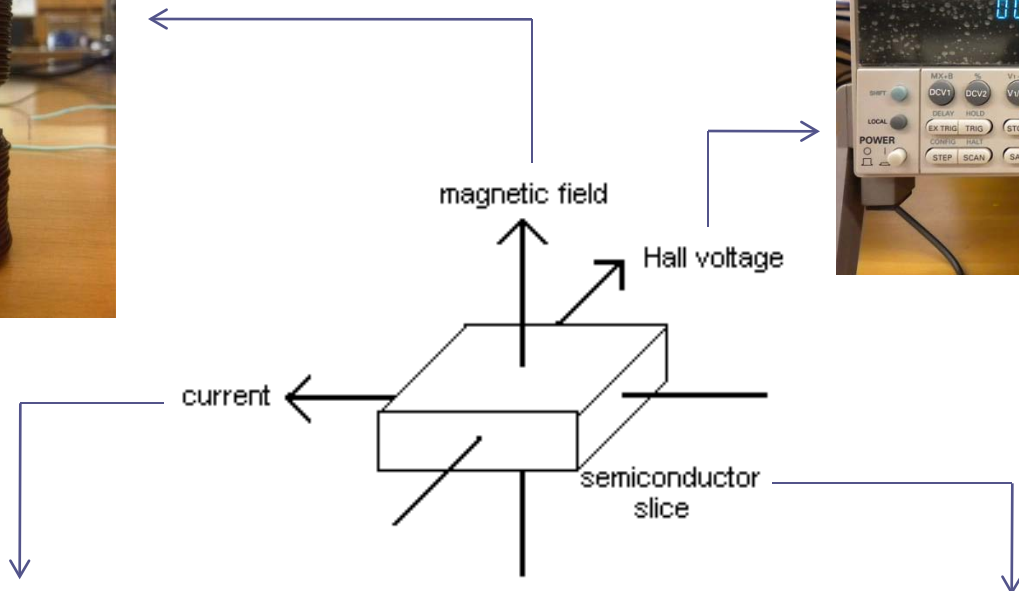 MX+B
%
V1-
SHIFT
DCV1
DCV2
DELAY
HOLD
LOCAL
EX TRIG
TRIG
POWER
CONFIG
HALT
STEP
SCAN
magnetic field
Hall voltage
current
semiconductor
slice